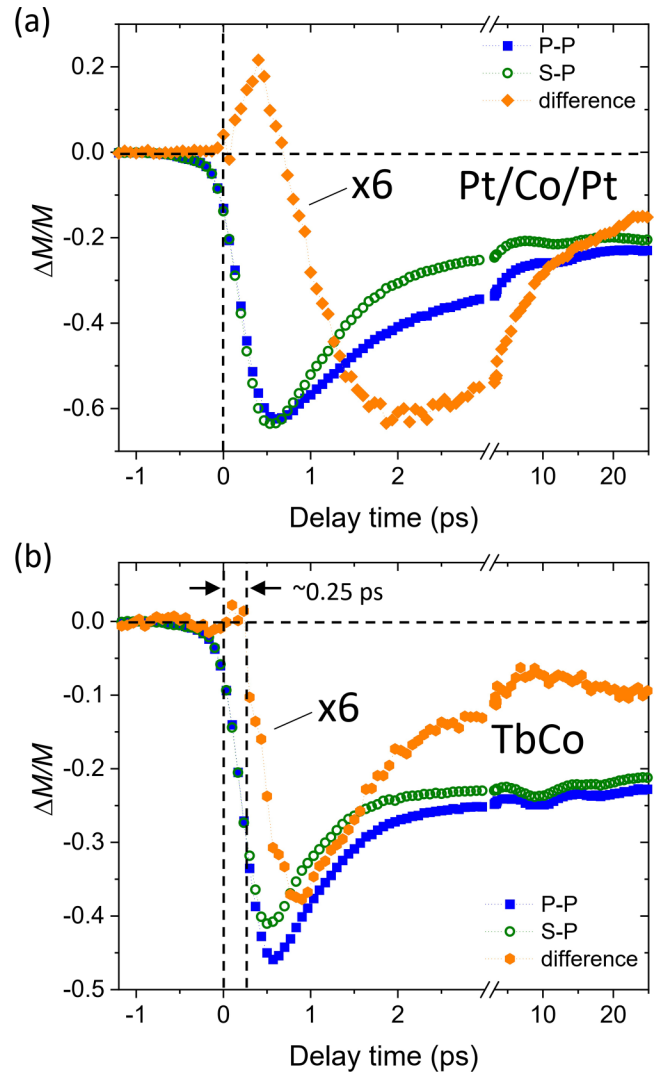 (a)
P-P
S-P
difference
0.2
0.0
-0.2
-0.4
-0.6
ΔM/M
x6
Pt/Co/Pt
-1 0 1 2 10 20
Delay time (ps)
(b)
~0.25 ps
0.0
-0.1
-0.2
-0.3
-0.4
-0.5
ΔM/M
x6
TbCo
P-P
S-P
difference
-1 0 1 2 10 20
Delay time (ps)